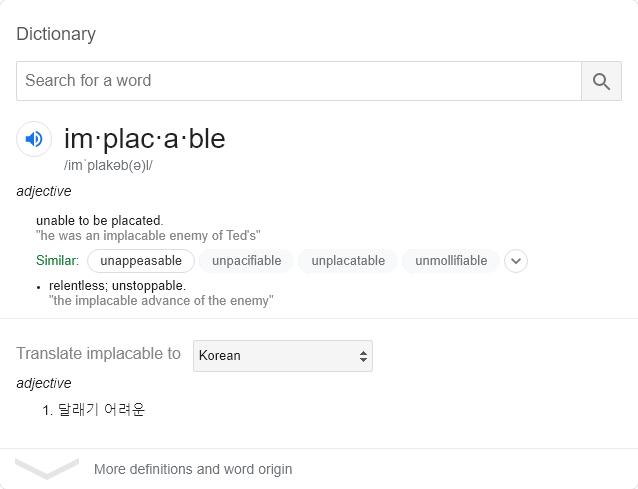 Dictionary
Search for a word
im·plac·a·ble
/imˈplakəb(ə)l/
adjective
unable to be placated.
"he was an implacable enemy of Ted's"
Similar: unappeasable unpacifiable unplacatable unmollifiable
• relentless; unstoppable.
"the implacable advance of the enemy"
Translate implacable to Korean
adjective
1. 달래기 어려운
More definitions and word origin